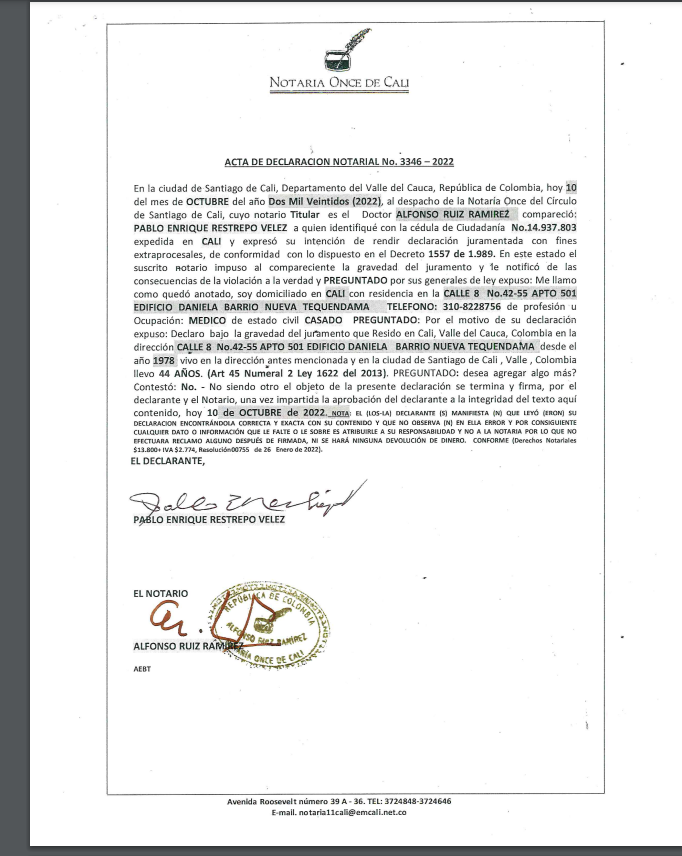 NOTARIA ONCE DE CALI
ACTA DE DECLARACION NOTARIAL No. 3346 – 2022
En la ciudad de Santiago de Cali, Departamento del Valle del Cauca, República de Colombia, hoy 10
del mes de OCTUBRE del año Dos Mil Veintidos (2022), al despacho de la Notaría Once Del Círculo
de Santiago de Cali, cuyo notario Titular es el Doctor ALFONSO RUIZ RAMIREZ compareció:
PABLO ENRIQUE RESTREPO VELEZ a quien identifiqué con la cédula de Ciudadanía No.14.937.803
expedida en CALI y expresó su intención de rendir declaración juramentada con fines
extraprocesales, de conformidad con lo dispuesto en el Decreto 1557 de 1.989. En este estado el
suscrito notario impuso al compareciente la gravedad del juramento y le notificó de las
consecuencias de la violación a la verdad y PREGUNTADO por sus generales de ley expuso: Me llamo
como quedó anotado, soy domiciliado en CALI con residencia en la CALLE 8 No.42-55 APTO 501
EDIFICIO DANIELA BARRIO NUEVA TEQUENDAMA TELEFONO: 310-8228756 de profesión u
Ocupación: MEDICO de estado civil CASADO PREGUNTADO: Por el motivo de su declaración
expuso: Declaro bajo la gravedad del juramento que Resido en Cali, Valle del Cauca, Colombia en la
dirección CALLE 8 No.42-55 APTO 501 EDIFICIO DANIELA BARRIO NUEVA TEQUENDAMA desde el
año 1978 vivo en la dirección antes mencionada y en la ciudad de Santiago de Cali , Valle , Colombia
llevo 44 AÑOS. (Art 45 Numeral 2 Ley 1622 del 2013). PREGUNTADO: desea agregar algo más?
Contestó: No. - No siendo otro el objeto de la presente declaración se termina y firma, por el
declarante y el Notario, una vez impartida la aprobación del declarante a la integridad del texto aquí
contenido, hoy 10 de OCTUBRE de 2022. NOTA: EL (LOS-LA) DECLARANTE (S) MANIFIESTA (N) QUE LEYÓ (ERON) SU
DECLARACION ENCONTRÁNDOLA CORRECTA Y EXACTA CON SU CONTENIDO Y QUE NO OBSERVA (N) EN ELLA ERROR Y POR CONSIGUIENTE
CUALQUIER DATO O INFORMACIÓN QUE LE FALTE O LE SOBRE ES ATRIBUIRLE A SU RESPONSABILIDAD Y NO A LA NOTARIA POR LO QUE NO
EFECTUARA RECLAMO ALGUNO DESPUÉS DE FIRMADA, NI SE HARÁ NINGUNA DEVOLUCIÓN DE DINERO. CONFORME (Derechos Notariales
$13.800+ IVA $2.774, Resolución00755 de 26 Enero de 2022).
EL DECLARANTE,
PABLO ENRIQUE RESTREPO VELEZ
EL NOTARIO
REPÚBLICA DE COLOMBIA
ALFONSO RUIZ RAMÍREZ
NOTARÍA ONCE DE CALI
ALFONSO RUIZ RAMIREZ
AEBT
Avenida Roosevelt número 39 A - 36. TEL: 3724848-3724646
E-mail. notaria11cali@emcali.net.co